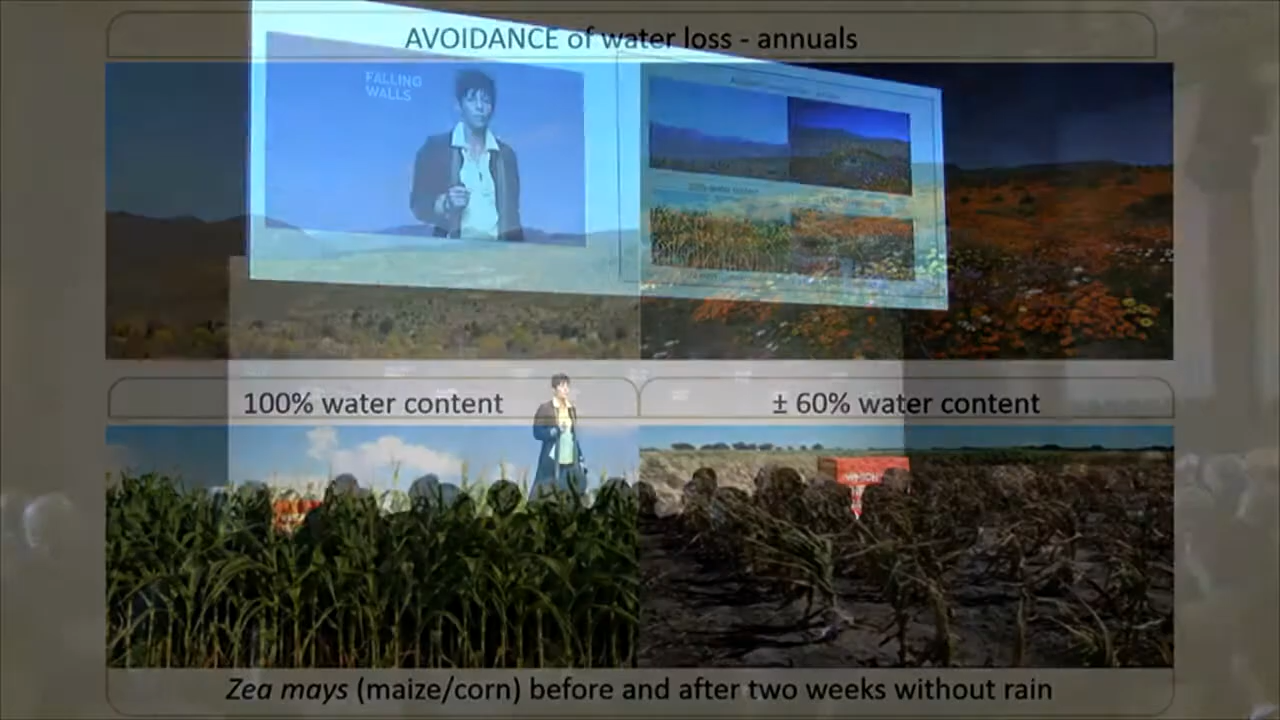 AVOIDANCE of water loss - annuals
FALLING
WALLS
100% water content
± 60% water content
WHICH
Zea mays (maize/corn) before and after two weeks without rain